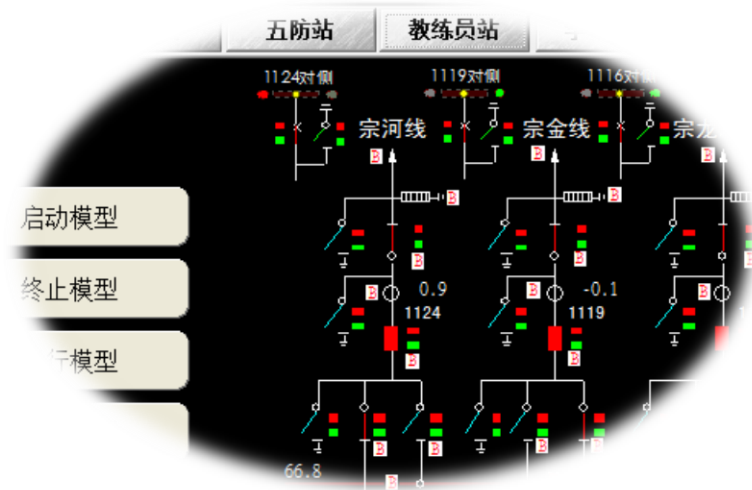 五防站 教练员站
1124对侧 1119对侧 1116对侧
宗河线 宗金线
启动模型
终止模型
0.9 -0.1
1124 1119
行模型
66.8